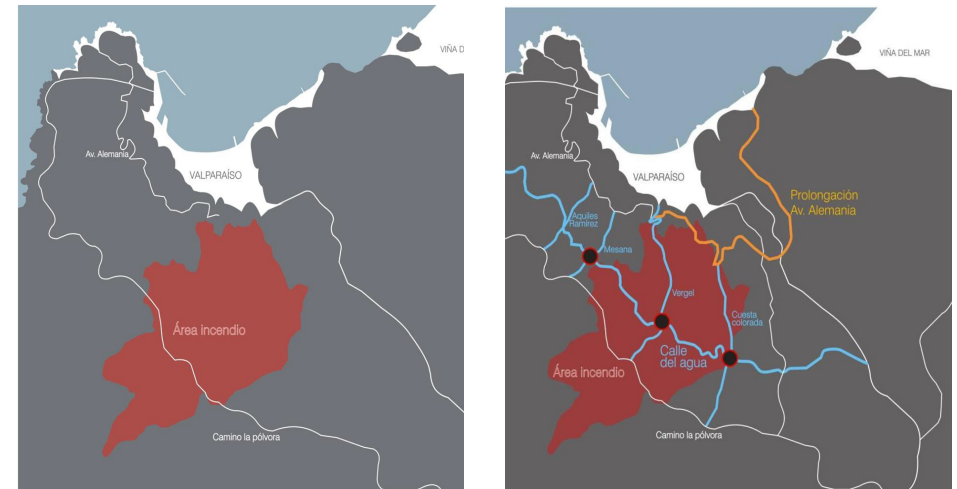 VIÑA D
Av. Alemania
VALPARAÍSO
Área incendio
Camino la pólvora
VIÑA DEL MAR
Av. Alemania
VALPARAÍSO
Prolongación
Av. Alemania
Aquiles
Ramírez
Mesana
Vergel
Cuesta
colorada
Calle
del agua
Área incendio
Camino la pólvora